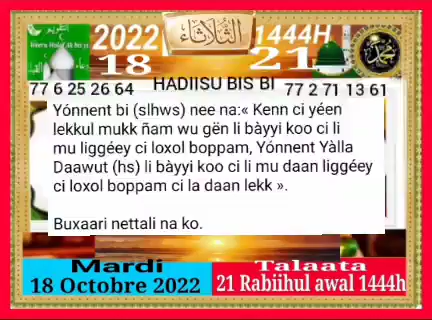 2022
الثلاثاء
1444H
18
21
HADIISU BIS BI
77 6 25 26 64
77 2 71 13 61
Yónnent bi (slhws) nee na:« Kenn ci yéen
lekkul mukk ñam wu gën li bàyyi koo ci li
mu liggéey ci loxol boppam, Yónnent Yàlla
Daawut (hs) li bàyyi koo ci li mu daan liggéey
ci loxol boppam ci la daan lekk ».
Buxaari nettali na ko.
Mardi
Talaata
18 Octobre 2022
21 Rabiihul awal 1444h